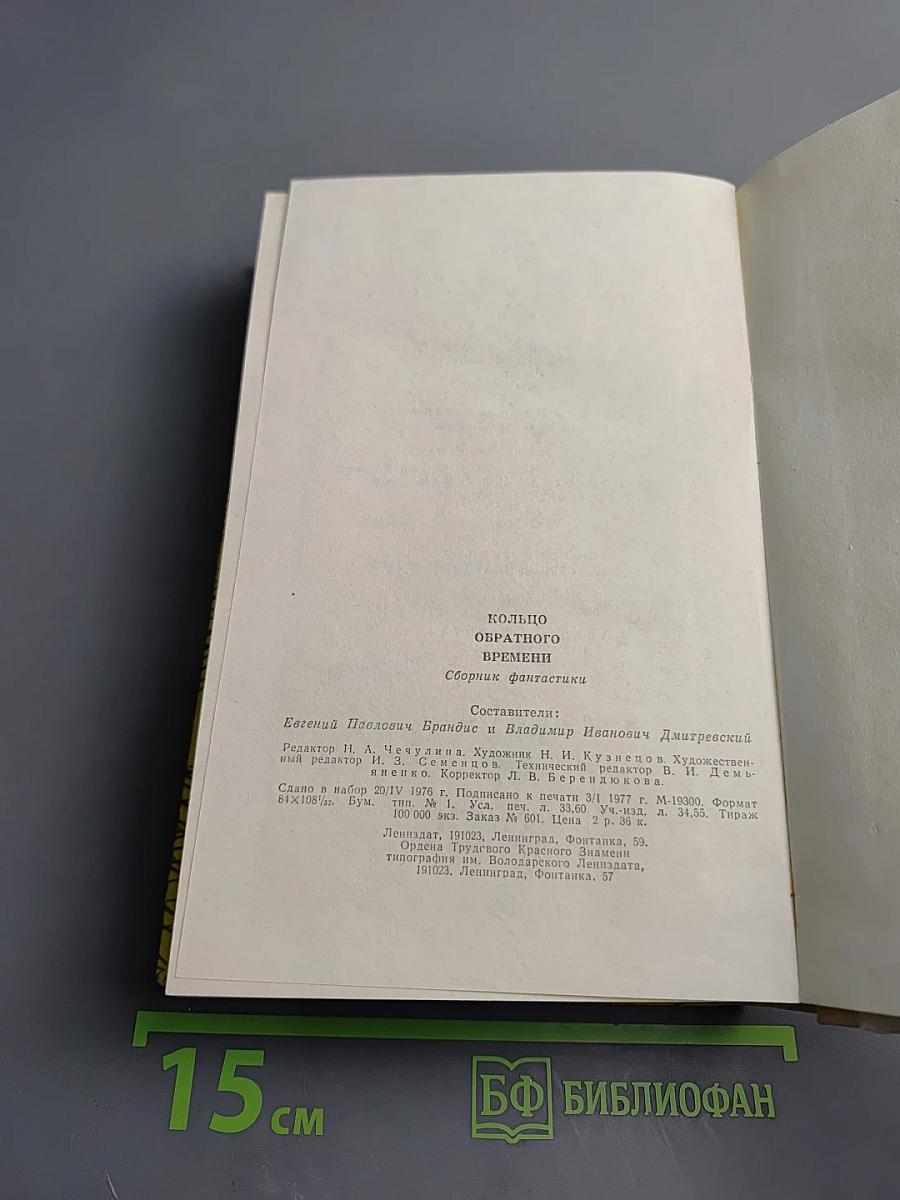 КОЛЬЦО
ОБРАТНОГО
ВРЕМЕНИ
Сборник фантастики
Составители:
Евгений Павлович Брандис и Владимир Иванович Дмитревский
Редактор Н. А. Чечулина. Художник Н. И. Кузнецов. Художествен-
ный редактор И. З. Семенцов. Технический редактор В. И. Демь-
яненко. Корректор Л. В. Берендюкова.
Сдано в набор 20/IV 1976 г. Подписано к печати 3/I 1977 г. М-19300. Формат
84×108¹/₃₂. Бум. тип. № 1. Усл. печ. л. 33,60. Уч.-изд. л. 34,55. Тираж
100 000 экз. Заказ № 601. Цена 2 р. 36 к.
Лениздат, 191023, Ленинград, Фонтанка, 59.
Ордена Трудового Красного Знамени
типография им. Володарского Лениздата,
191023, Ленинград, Фонтанка, 57
15 см
БФ БИБЛИОФАН